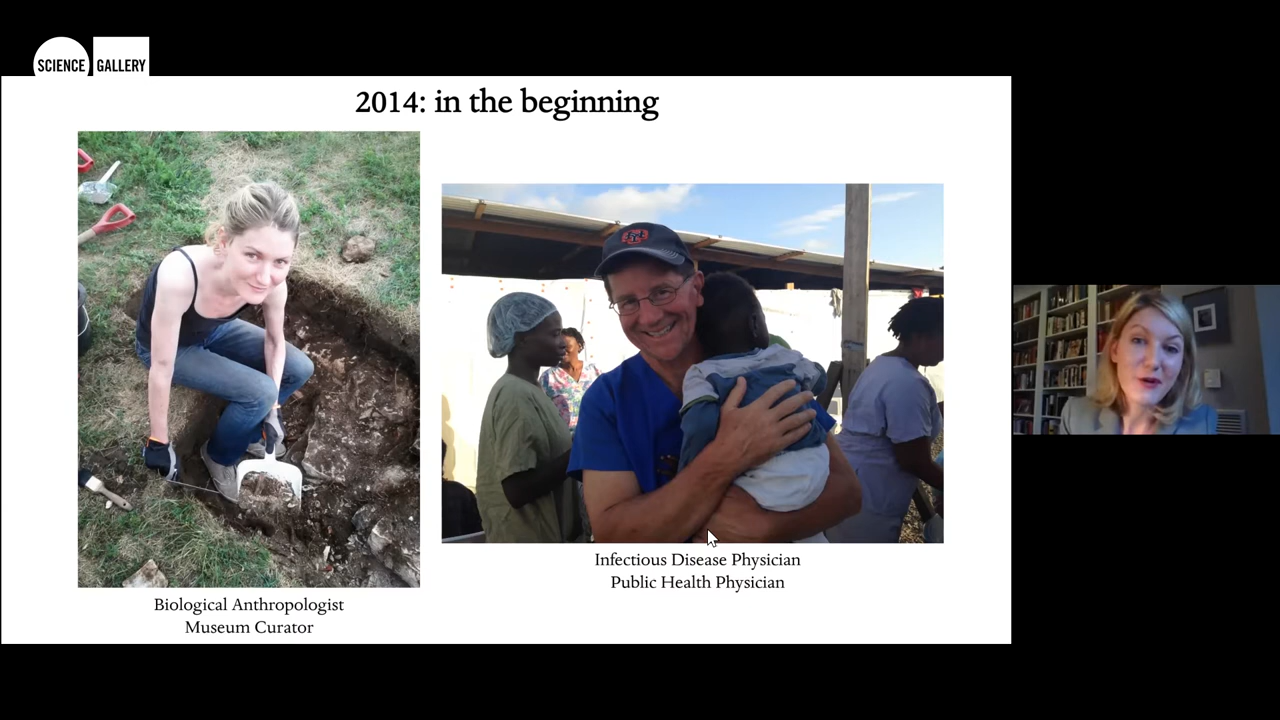 SCIENCE GALLERY
2014: in the beginning
Infectious Disease Physician
Public Health Physician
Biological Anthropologist
Museum Curator